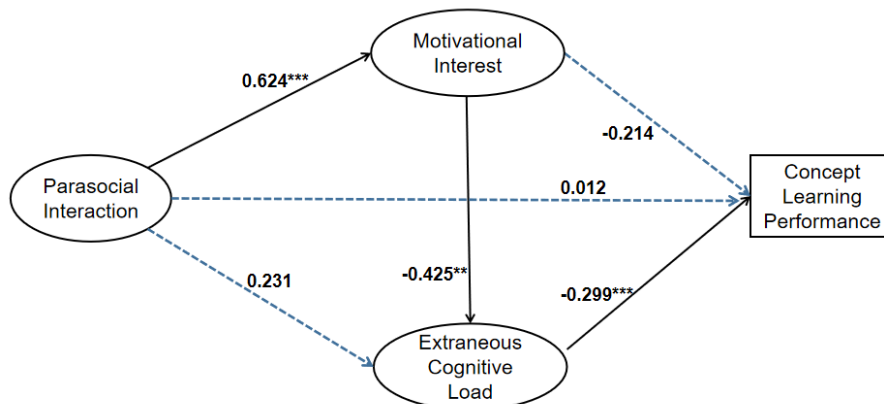 Motivational
Interest
0.624***
-0.214
Parasocial
Interaction
0.012
Concept
Learning
Performance
0.231
-0.425**
-0.299***
Extraneous
Cognitive
Load